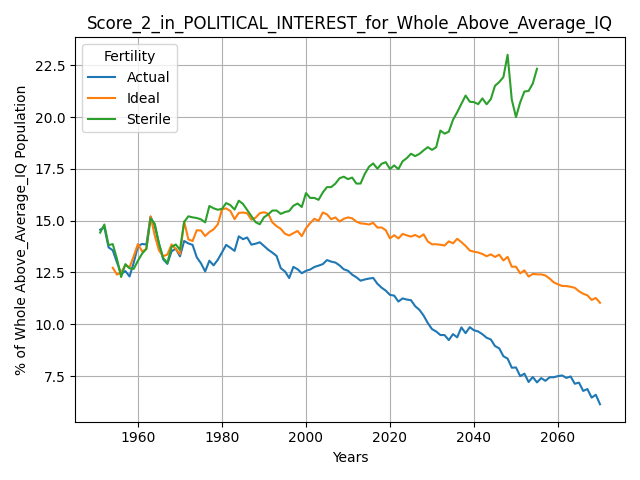 Score_2_in_POLITICAL_INTEREST_for_Whole_Above_Average_IQ
% of Whole Above_Average_IQ Population
Fertility
Actual
Ideal
Sterile
22.5
20.0
17.5
15.0
12.5
10.0
7.5
1960 1980 2000 2020 2040 2060
Years